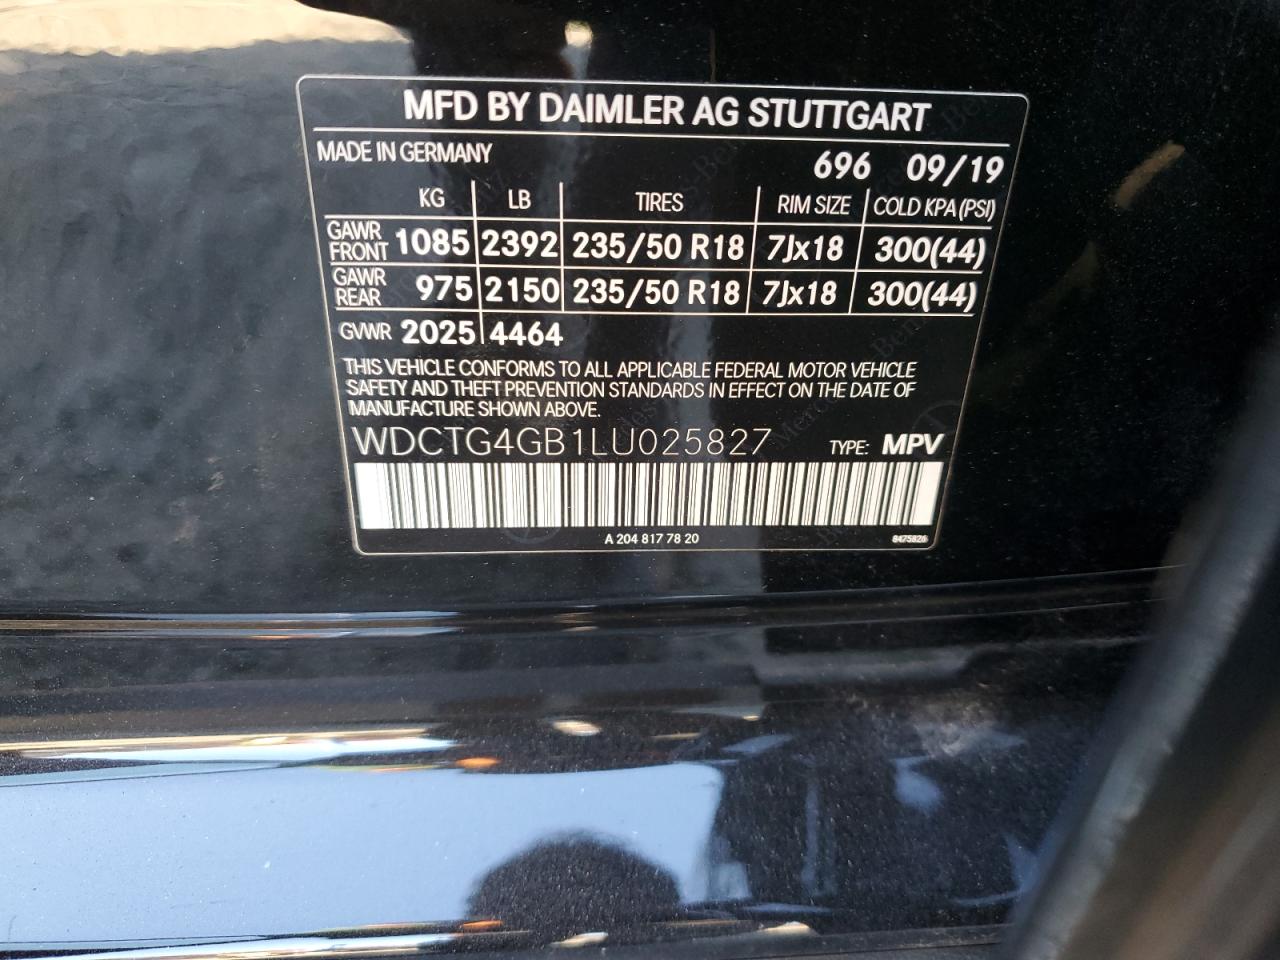 MFD BY DAIMLER AG STUTTGART
MADE IN GERMANY 696 09/19
KG LB TIRES RIM SIZE COLD KPA (PSI)
GAWR FRONT 1085 2392 235/50 R18 7Jx18 300(44)
GAWR REAR 975 2150 235/50 R18 7Jx18 300(44)
GVWR 2025 4464
THIS VEHICLE CONFORMS TO ALL APPLICABLE FEDERAL MOTOR VEHICLE
SAFETY AND THEFT PREVENTION STANDARDS IN EFFECT ON THE DATE OF
MANUFACTURE SHOWN ABOVE.
WDCTG4GB1LU025827 TYPE: MPV
A 204 817 78 20 8475826